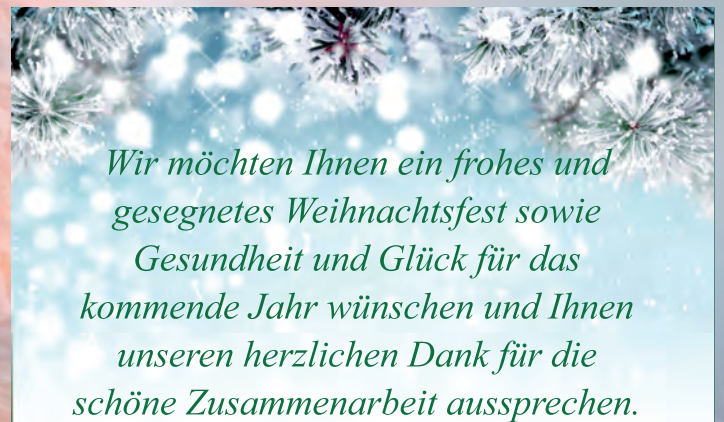 Wir möchten Ihnen ein frohes und
gesegnetes Weihnachtsfest sowie
Gesundheit und Glück für das
kommende Jahr wünschen und Ihnen
unseren herzlichen Dank für die
schöne Zusammenarbeit aussprechen.